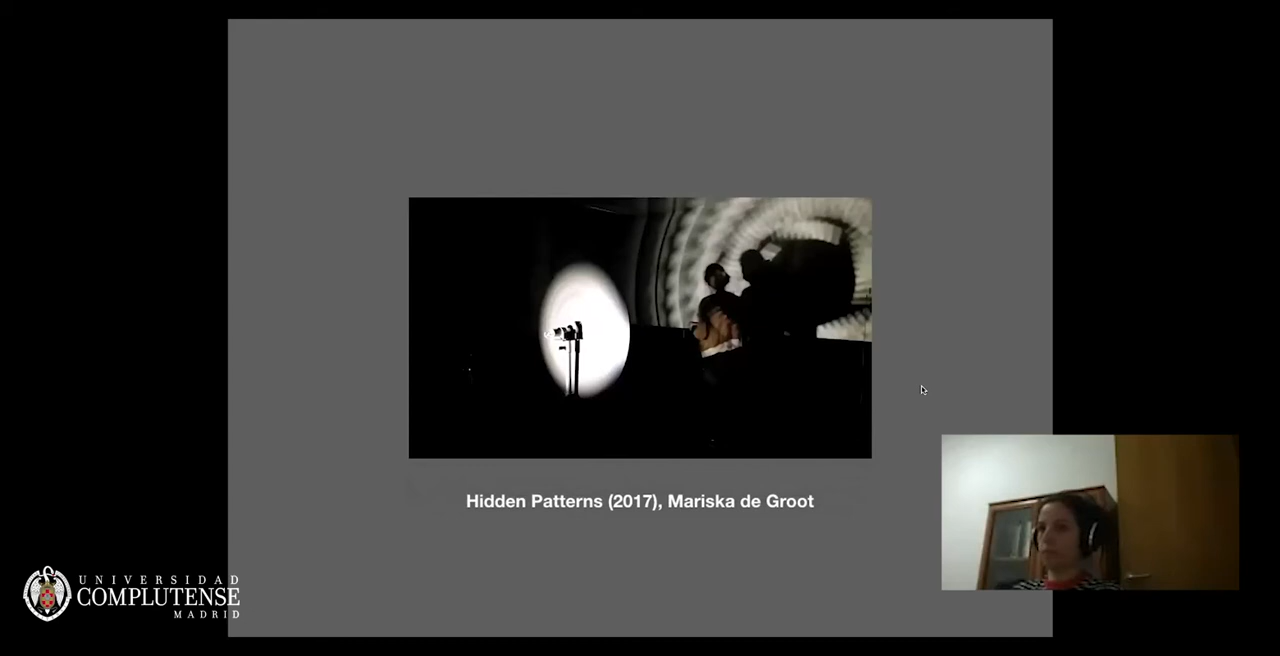 Hidden Patterns (2017), Mariska de Groot
UNIVERSIDAD
COMPLUTENSE
MADRID